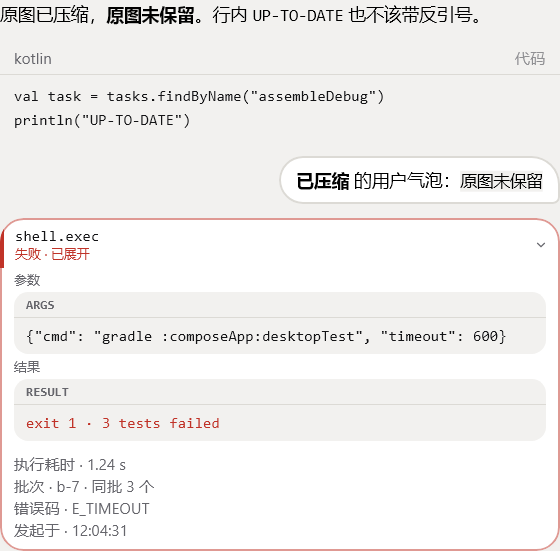 原图已压缩，原图未保留。行内 UP-TO-DATE 也不该带反引号。
kotlin 代码
val task = tasks.findByName("assembleDebug")
println("UP-TO-DATE")
已压缩 的用户气泡：原图未保留
shell.exec
失败 · 已展开
参数
ARGS
{"cmd": "gradle :composeApp:desktopTest", "timeout": 600}
结果
RESULT
exit 1 · 3 tests failed
执行耗时 · 1.24 s
批次 · b-7 · 同批 3 个
错误码 · E_TIMEOUT
发起于 · 12:04:31